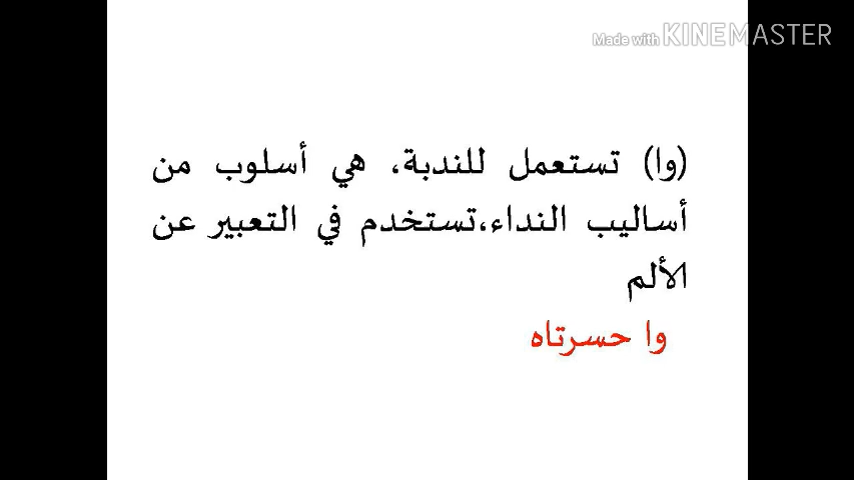 Made with KINEMASTER
(وا) تستعمل للندبة، هي أسلوب من
أساليب النداء،تستخدم في التعبير عن
الألم
وا حسرتاه